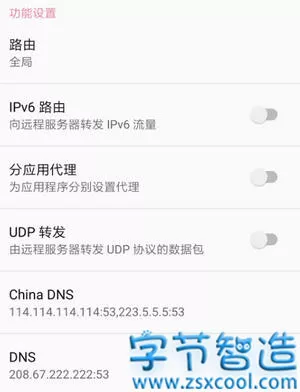 功能设置
路由
全局
IPv6 路由
向远程服务器转发 IPv6 流量
分应用代理
为应用程序分别设置代理
UDP 转发
由远程服务器转发 UDP 协议的数据包
China DNS
114.114.114.114:53,223.5.5.5:53
DNS
208.67.222.222:53
字节智造
www.zsxcool.com